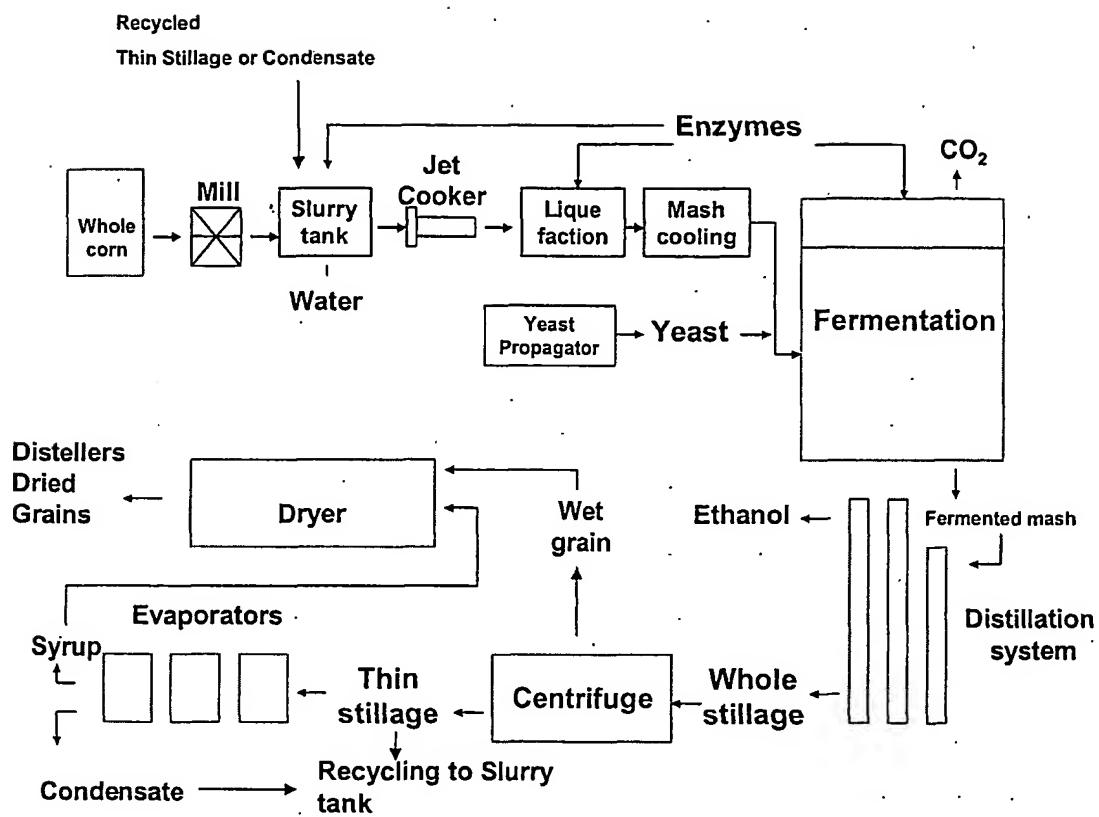 Recycled
Thin Stillage or Condensate
Enzymes
CO2
Jet
Cooker
Mill
Whole
corn
Slurry
tank
Lique
faction
Mash
cooling
Water
Yeast
Propagator
Yeast
Fermentation
Distellers
Dried
Grains
Dryer
Wet
grain
Ethanol
Fermented mash
Evaporators
Syrup
Distillation
system
Thin
stillage
Centrifuge
Whole
stillage
Condensate
Recycling to Slurry
tank